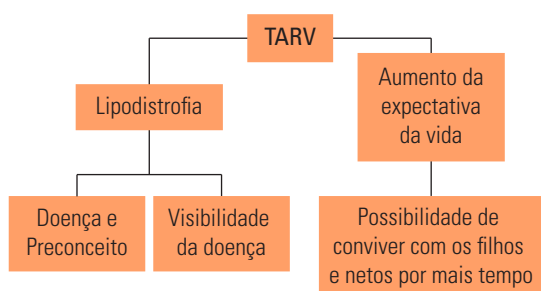 TARV
Lipodistrofia
Aumento da
expectativa
da vida
Doença e
Preconceito
Visibilidade
da doença
Possibilidade de
conviver com os filhos
e netos por mais tempo